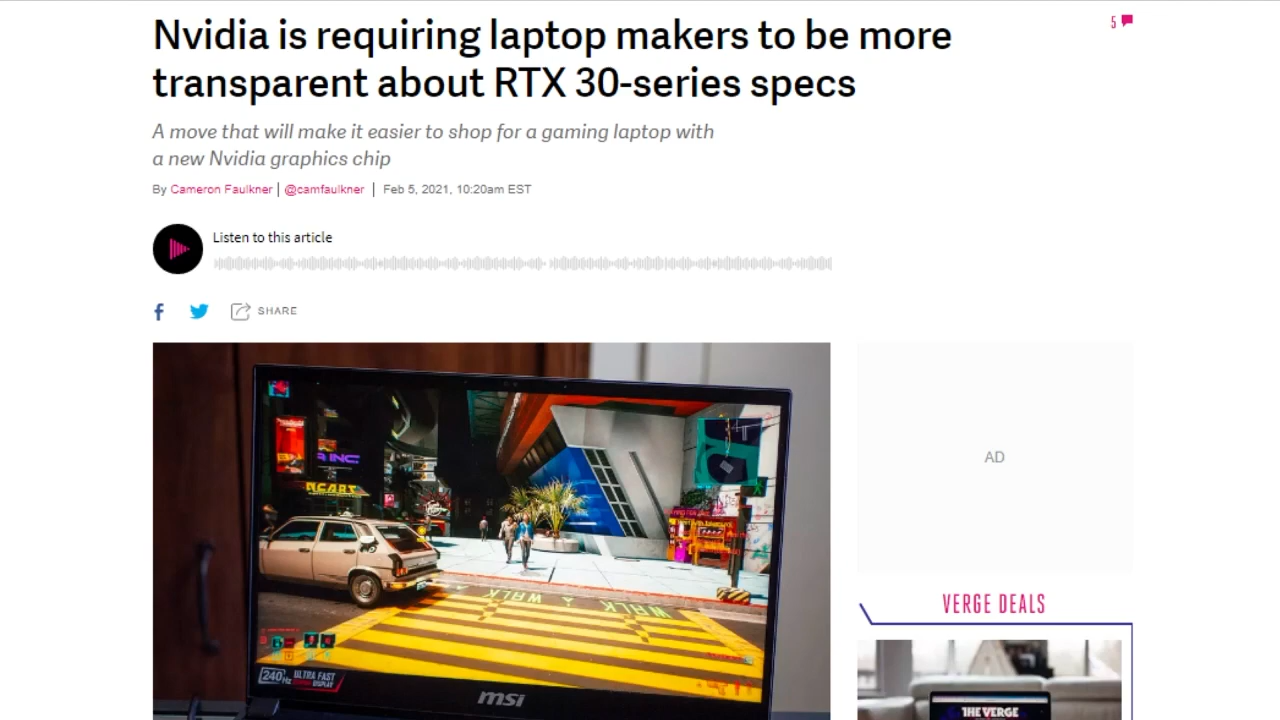 Nvidia is requiring laptop makers to be more
transparent about RTX 30-series specs
5
A move that will make it easier to shop for a gaming laptop with
a new Nvidia graphics chip
By Cameron Faulkner | @camfaulkner | Feb 5, 2021, 10:20am EST
Listen to this article
SHARE
AD
WALK WALK
240Hz ULTRA FAST
DISPLAY
msi
VERGE DEALS
THE VERGE